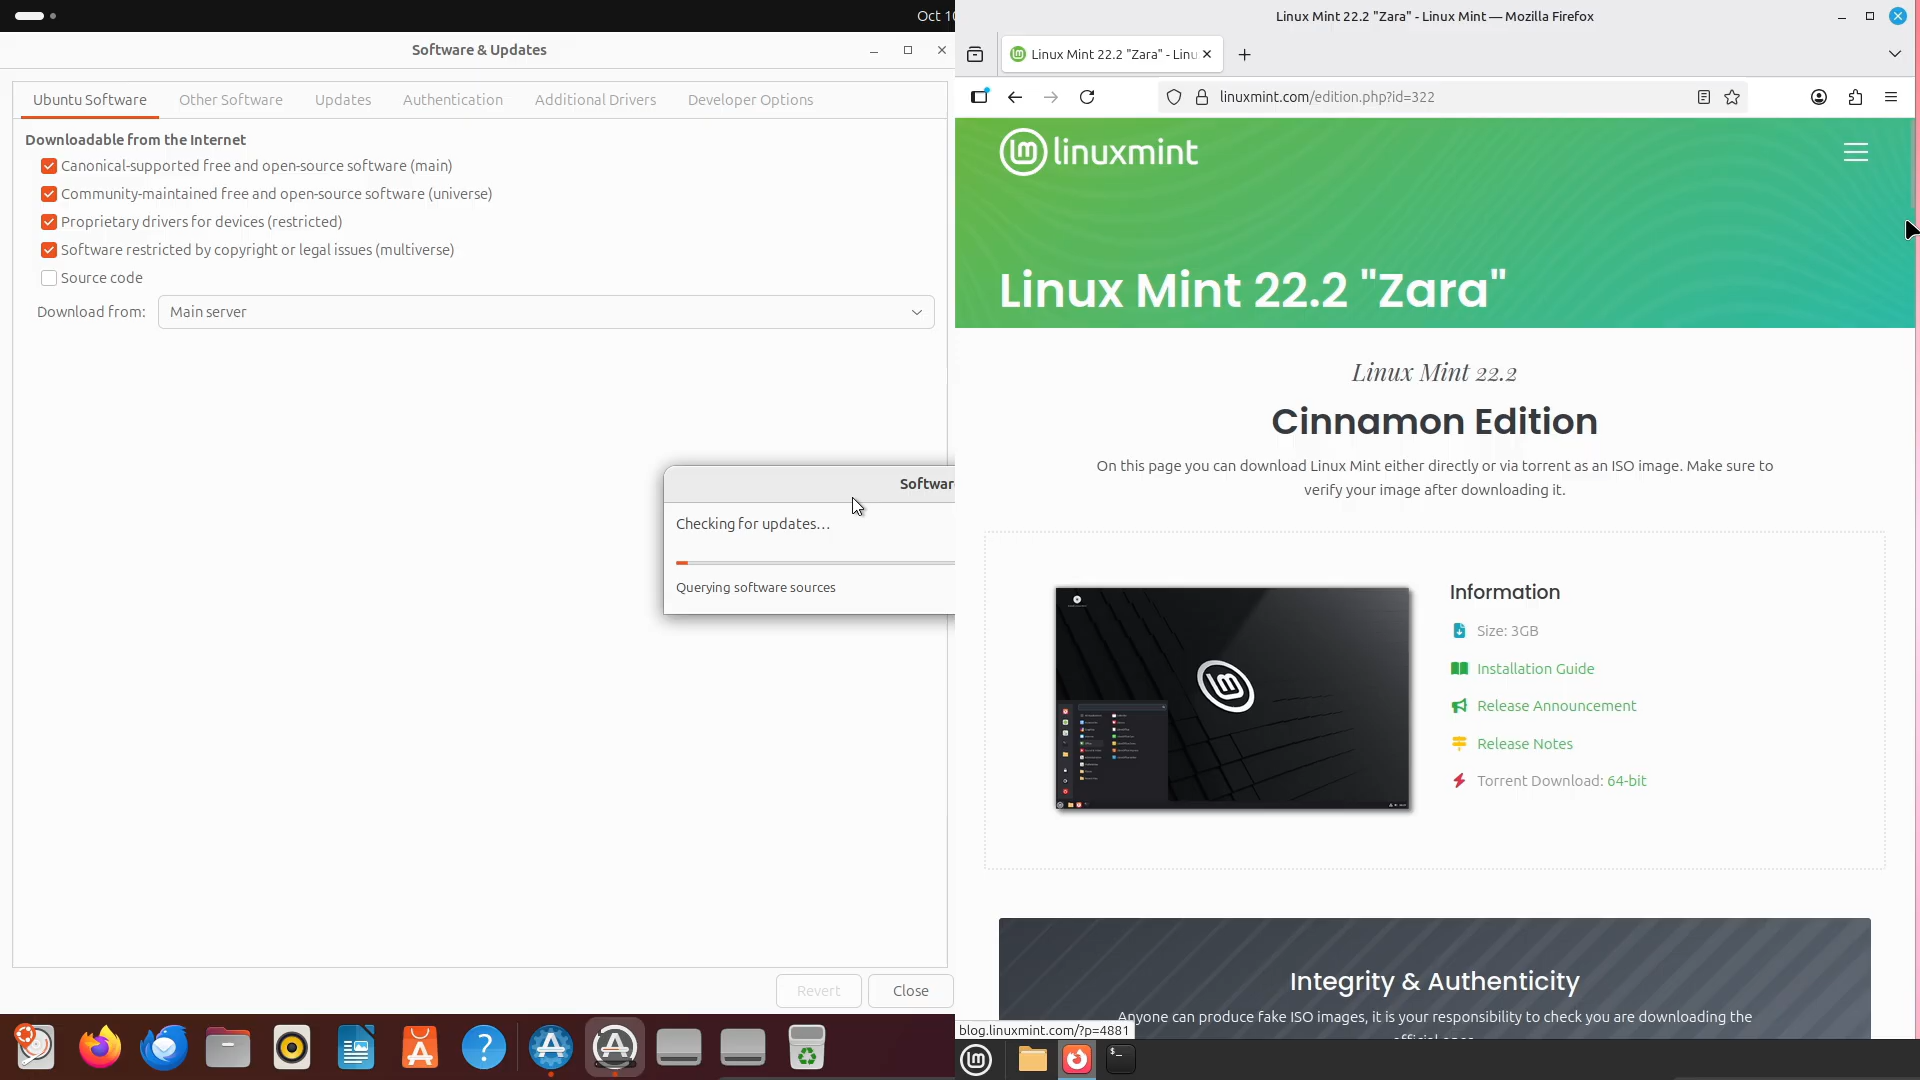 Oct 10
Software & Updates
Ubuntu Software
Other Software
Updates
Authentication
Additional Drivers
Developer Options
Downloadable from the Internet
Canonical-supported free and open-source software (main)
Community-maintained free and open-source software (universe)
Proprietary drivers for devices (restricted)
Software restricted by copyright or legal issues (multiverse)
Source code
Download from:
Main server
Softwar
Checking for updates…
Querying software sources
Revert
Close
Linux Mint 22.2 "Zara" - Linux Mint — Mozilla Firefox
Linux Mint 22.2 "Zara" - Linu
linuxmint.com/edition.php?id=322
linuxmint
Linux Mint 22.2 "Zara"
Linux Mint 22.2
Cinnamon Edition
On this page you can download Linux Mint either directly or via torrent as an ISO image. Make sure to
verify your image after downloading it.
Information
Size: 3GB
Installation Guide
Release Announcement
Release Notes
Torrent Download: 64-bit
Integrity & Authenticity
Anyone can produce fake ISO images, it is your responsibility to check you are downloading the
official ones.
blog.linuxmint.com/?p=4881